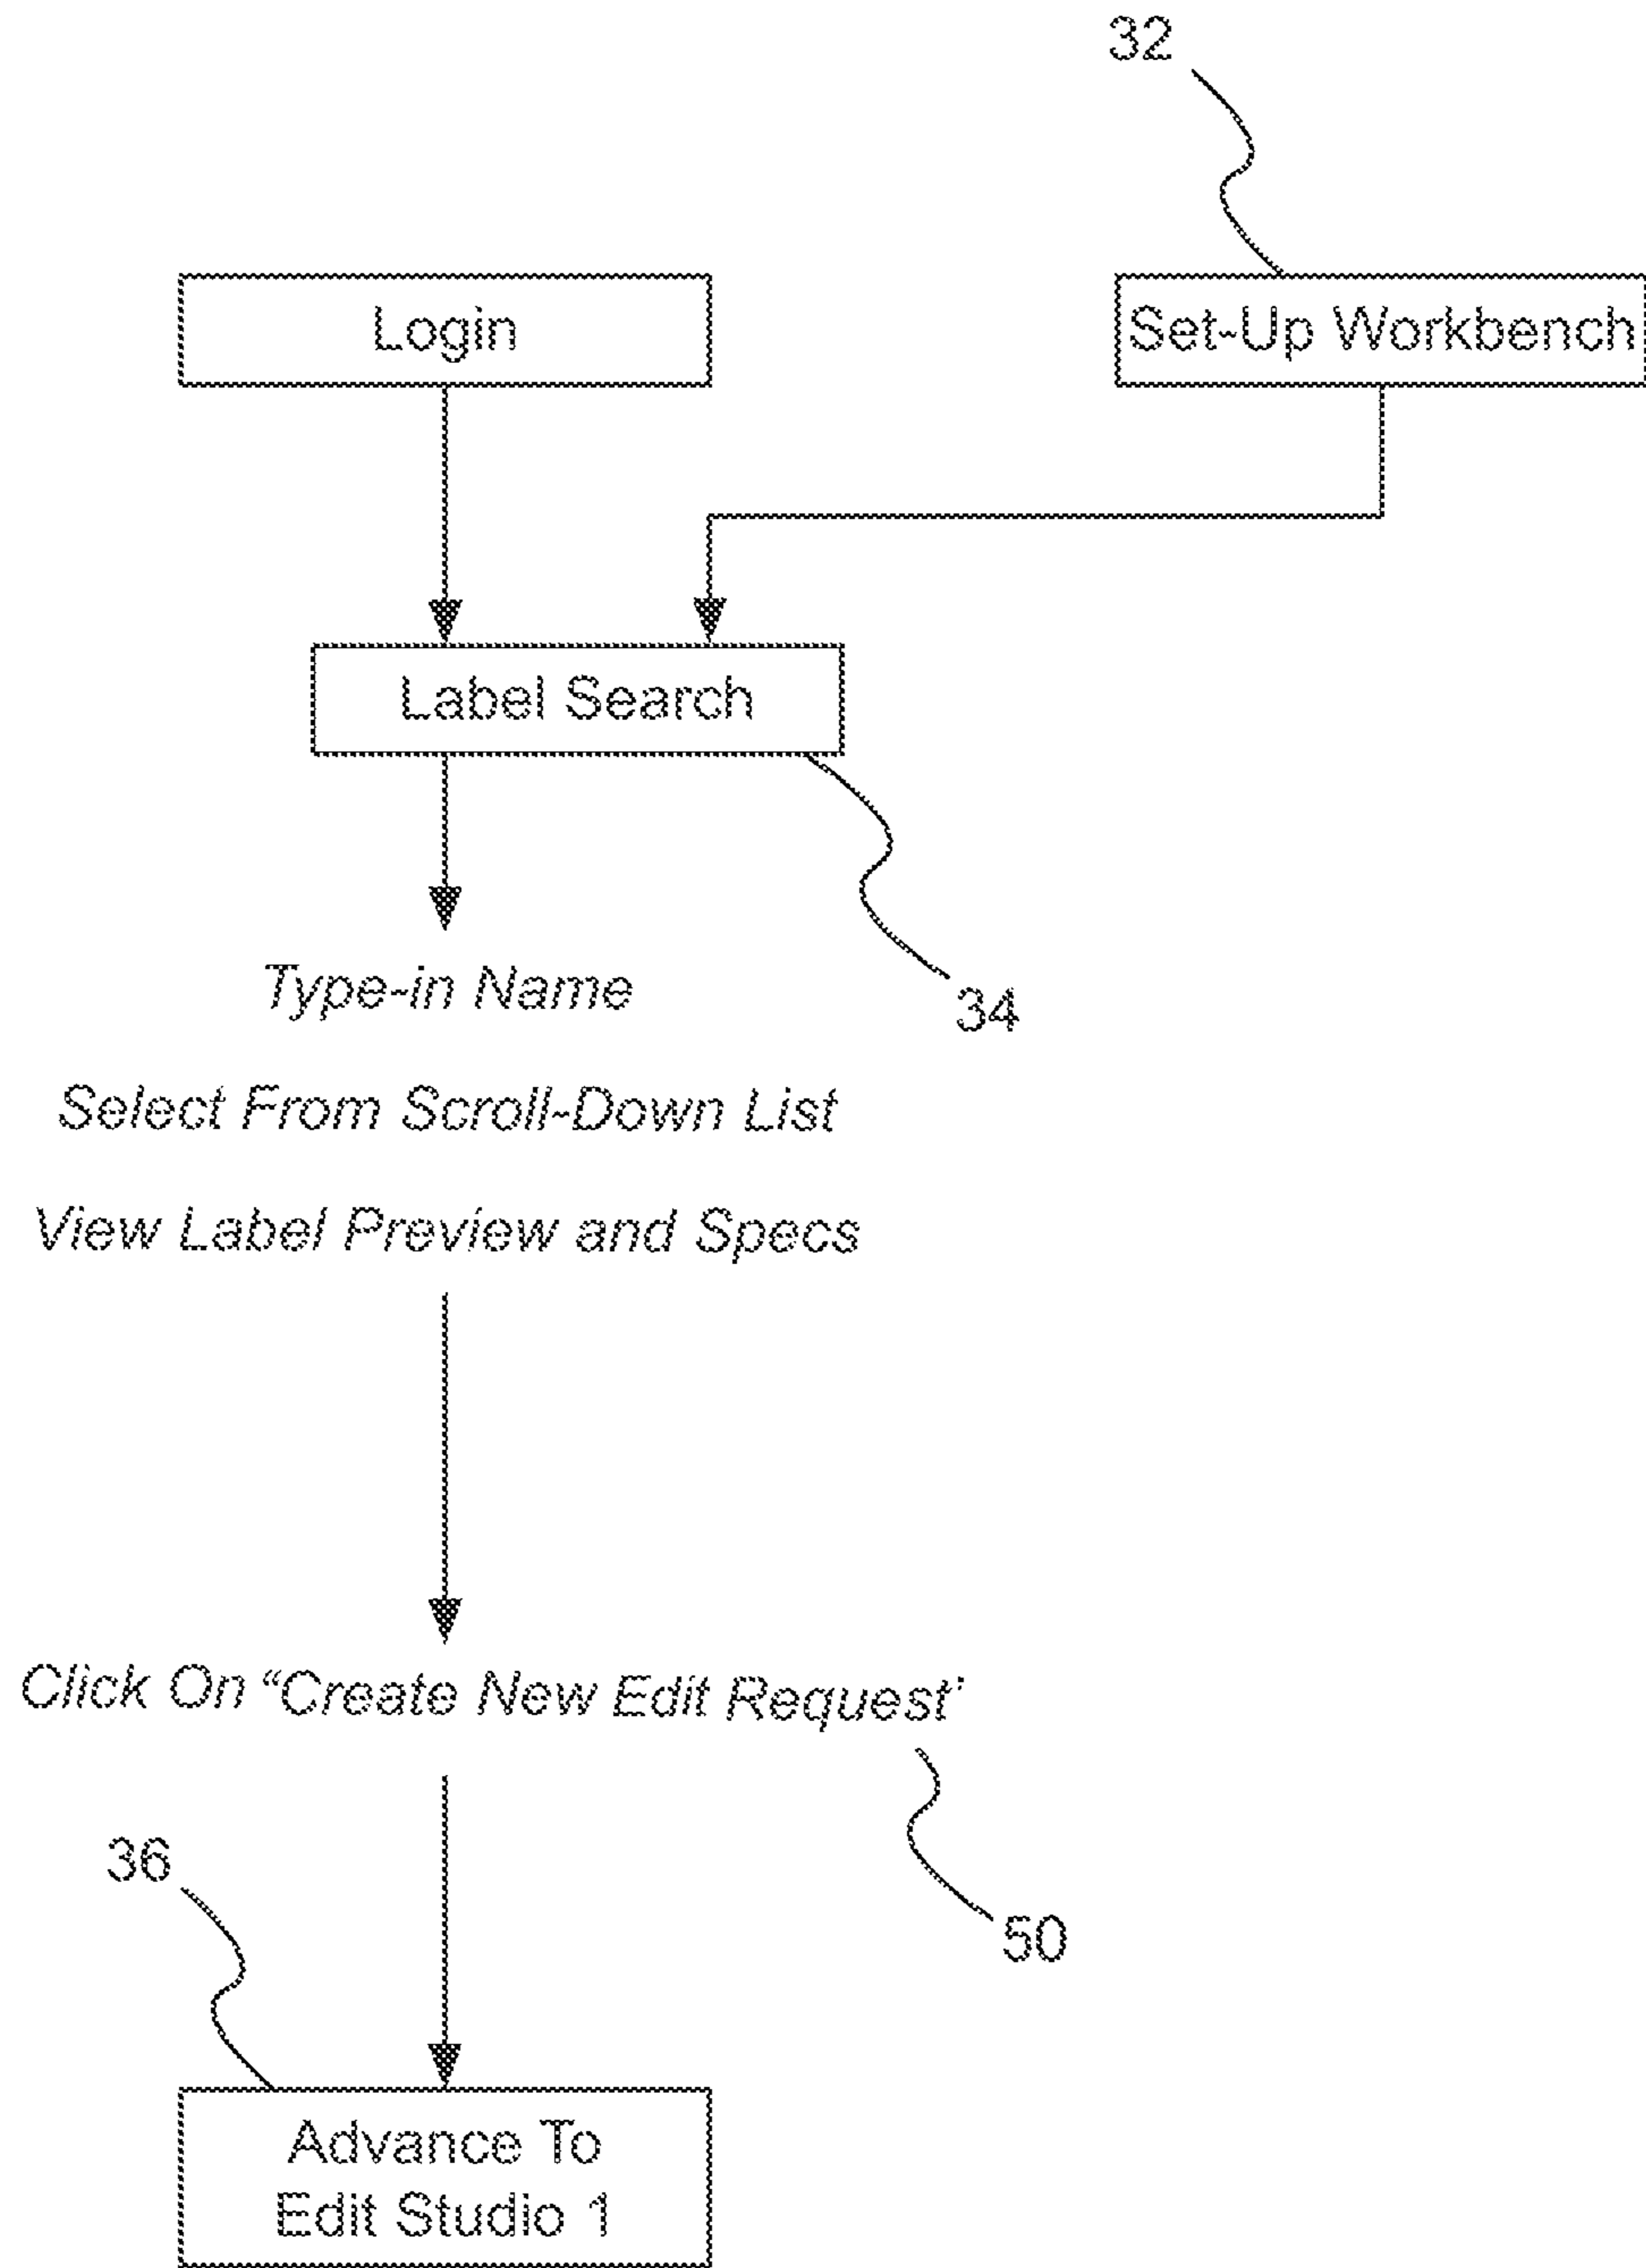 32
Login
Set-Up Workbench
Label Search
Type-in Name
34
Select From Scroll-Down List
View Label Preview and Specs
Click On “Create New Edit Request’
36
50
Advance To
Edit Studio 1